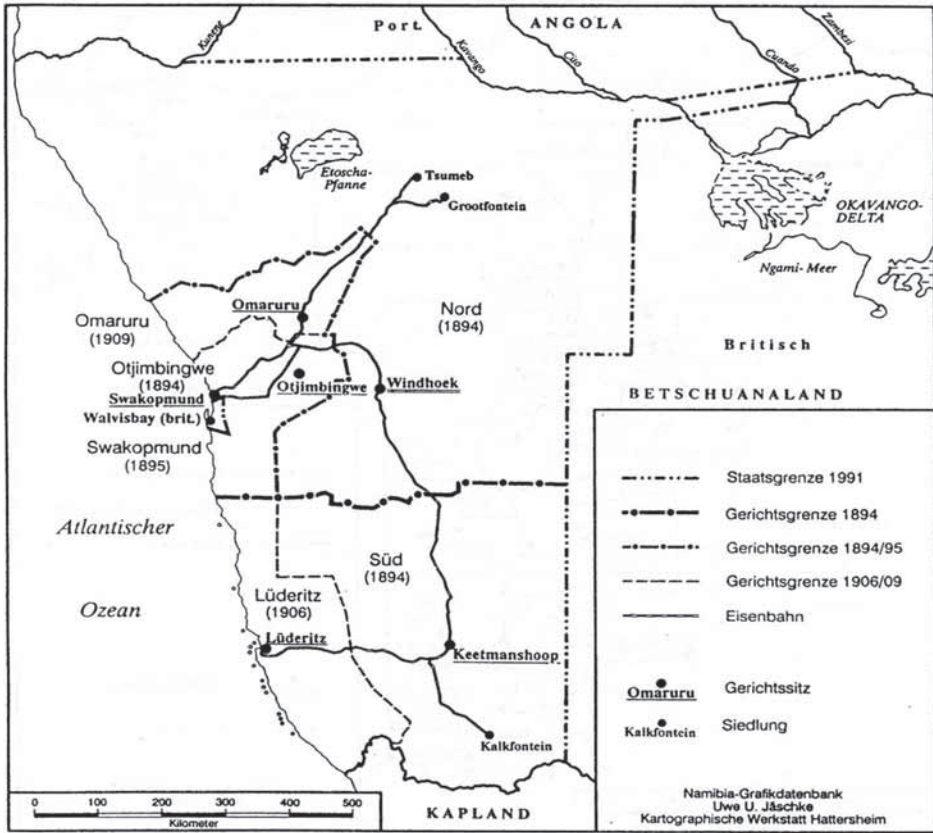 Port. ANGOLA
Kunene
Kavango
Cuo
Cuando
Zambesi
Etoscha-
Pfanne
Tsumeb
Grootfontein
OKAVANGO-
DELTA
Ngami-Meer
Omaruru
Nord
(1894)
Omaruru
(1909)
Britisch
BETSCHUANALAND
Otjimbingwe
(1894)
Otjimbingwe
Windhoek
Swakopmund
Walvisbay (brit.)
Swakopmund
(1895)
Atlantischer
Ozean
Süd
(1894)
Lüderitz
(1906)
Lüderitz
Keetmanshoop
Kalkfontein
KAPLAND
0 100 200 300 400 500
Kilometer
Staatsgrenze 1991
Gerichtsgrenze 1894
Gerichtsgrenze 1894/95
Gerichtsgrenze 1906/09
Eisenbahn
Omaruru Gerichtssitz
Kalkfontein Siedlung
Namibia-Grafikdatenbank
Uwe U. Jäschke
Kartographische Werkstatt Hattersheim